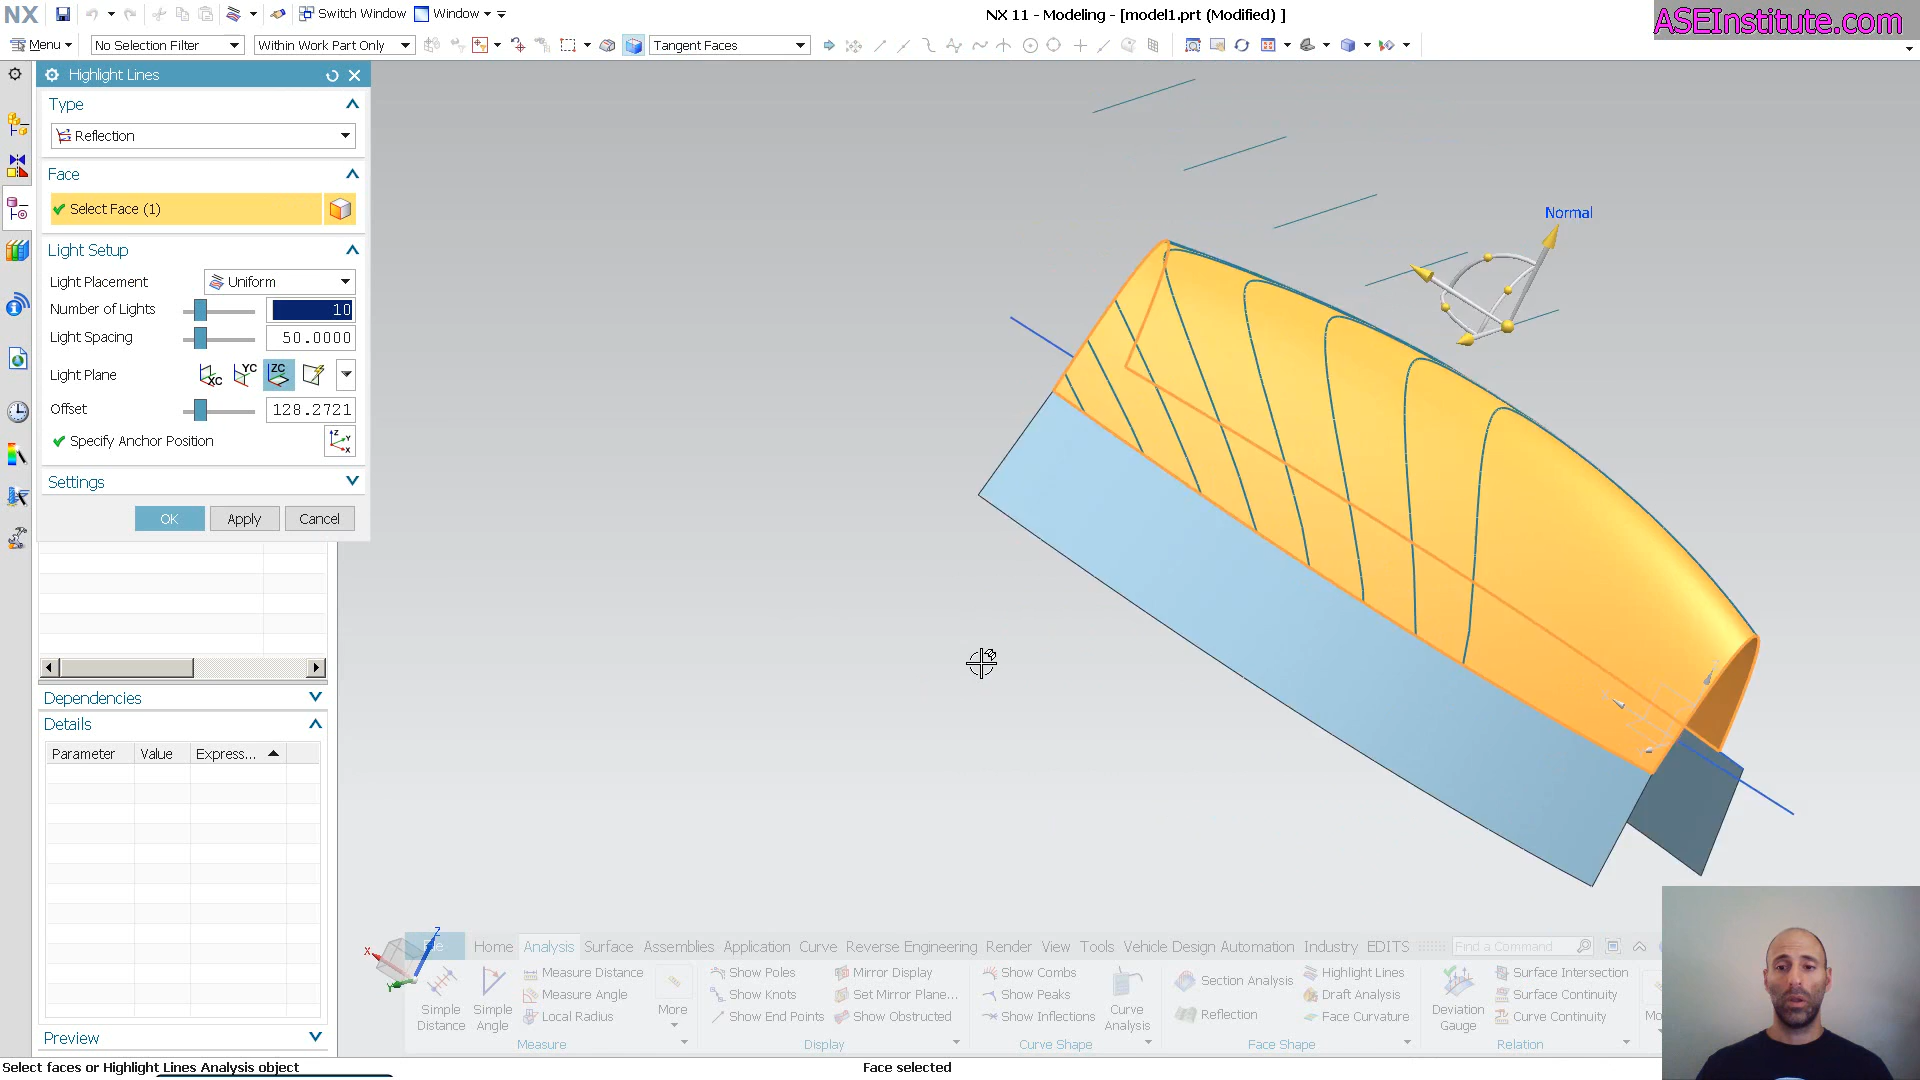 NX
Switch Window
Window
NX 11 - Modeling - [model1.prt (Modified) ]
ASEInstitute.com
Menu
No Selection Filter
Within Work Part Only
Tangent Faces
Highlight Lines
Type
Reflection
Face
Select Face (1)
Light Setup
Light Placement
Uniform
Number of Lights
10
Light Spacing
50.0000
Light Plane
XC
YC
ZC
Offset
128.2721
Specify Anchor Position
Settings
OK
Apply
Cancel
Normal
Dependencies
Details
Parameter
Value
Express...
Preview
X
Z
File
Home
Analysis
Surface
Assemblies
Application
Curve
Reverse Engineering
Render
View
Tools
Vehicle Design Automation
Industry
EDITS
Find a Command
Simple Distance
Simple Angle
Measure Distance
Measure Angle
Local Radius
More
Measure
Show Poles
Show Knots
Show End Points
Mirror Display
Set Mirror Plane...
Show Obstructed
Display
Show Combs
Show Peaks
Show Inflections
Curve Analysis
Curve Shape
Section Analysis
Reflection
Highlight Lines
Draft Analysis
Face Curvature
Face Shape
Deviation Gauge
Surface Intersection
Surface Continuity
Curve Continuity
Relation
Select faces or Highlight Lines Analysis object
Face selected